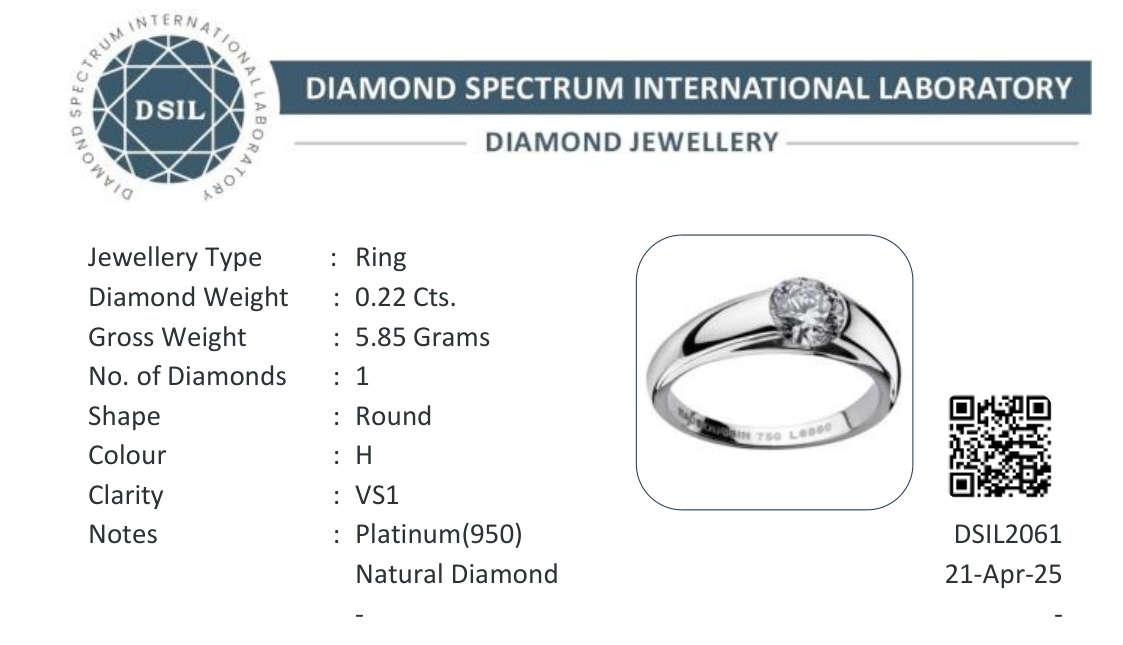 DIAMOND SPECTRUM INTERNATIONAL LABORATORY
DSIL
DIAMOND SPECTRUM INTERNATIONAL LABORATORY
DIAMOND JEWELLERY
Jewellery Type : Ring
Diamond Weight : 0.22 Cts.
Gross Weight : 5.85 Grams
No. of Diamonds : 1
Shape : Round
Colour : H
Clarity : VS1
Notes : Platinum(950)
Natural Diamond
-
750
DSIL2061
21-Apr-25
-